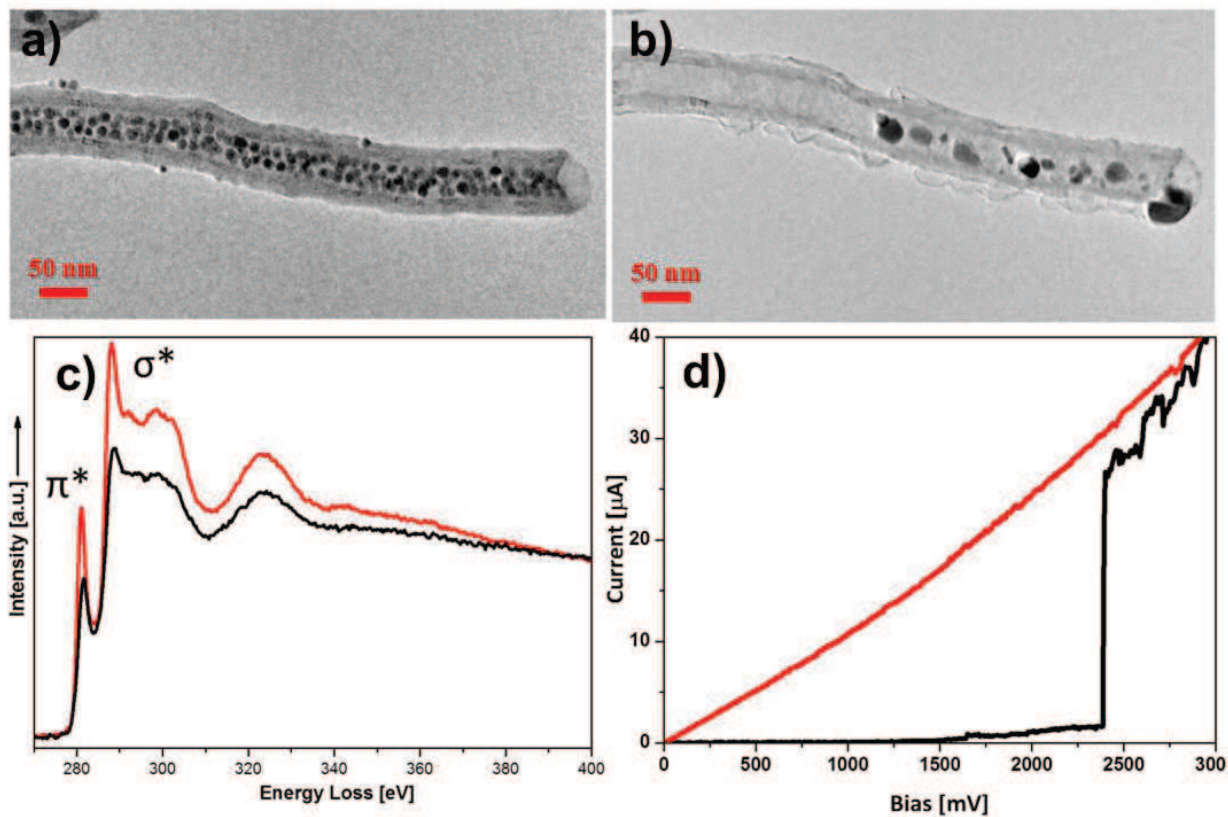 a)
50 nm
b)
50 nm
c)
π*
σ*
Intensity [a.u.]
280 300 320 340 360 380 400
Energy Loss [eV]
d)
40
30
20
10
0
Current [µA]
0 500 1000 1500 2000 2500 300
Bias [mV]